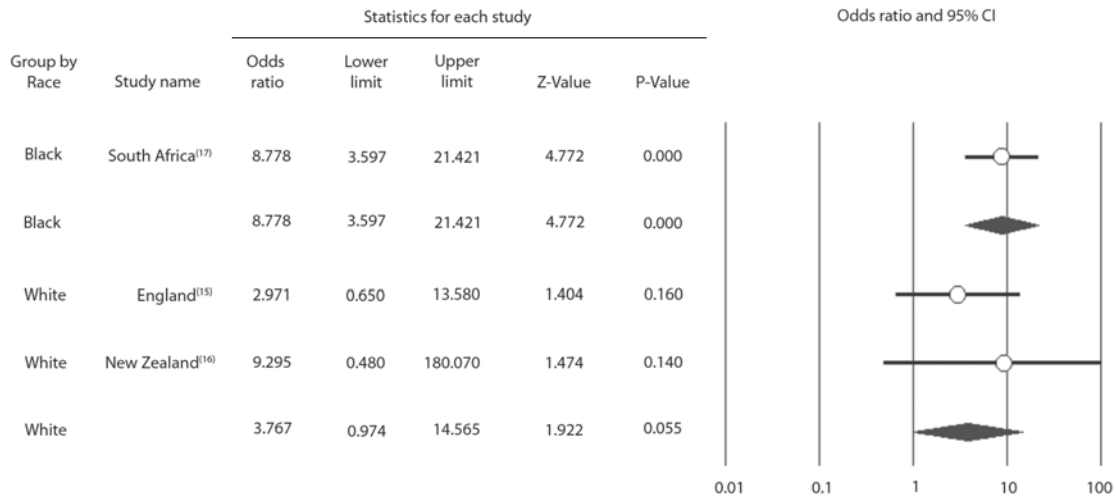 Statistics for each study
Odds ratio and 95% CI
Group by Race Study name Odds ratio Lower limit Upper limit Z-Value P-Value
Black South Africa(17) 8.778 3.597 21.421 4.772 0.000
Black 8.778 3.597 21.421 4.772 0.000
White England(15) 2.971 0.650 13.580 1.404 0.160
White New Zealand(16) 9.295 0.480 180.070 1.474 0.140
White 3.767 0.974 14.565 1.922 0.055
0.01 0.1 1 10 100